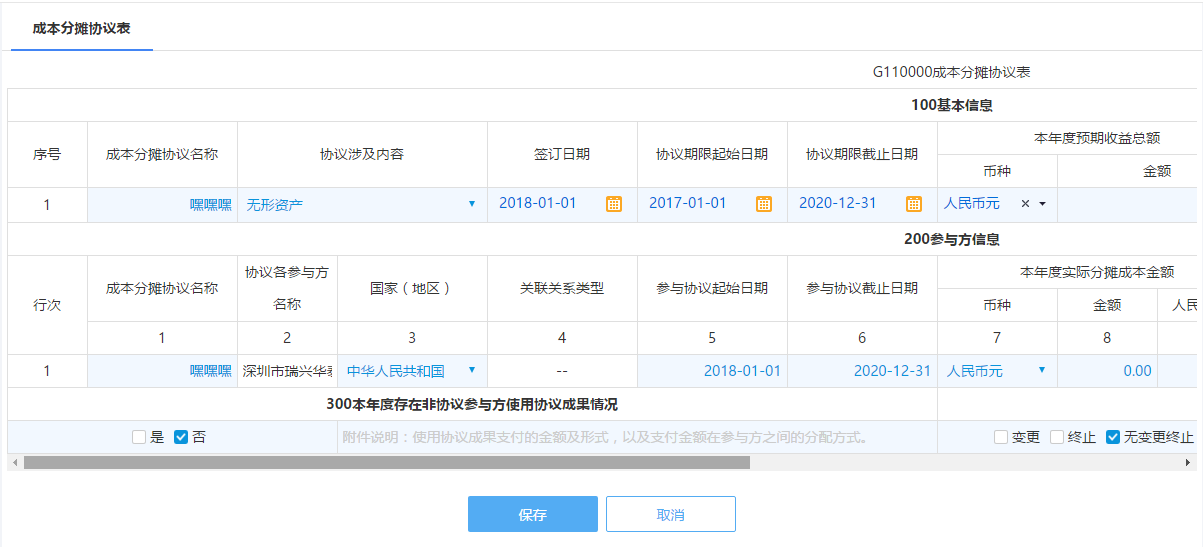 成本分摊协议表
G110000成本分摊协议表
100基本信息
序号 成本分摊协议名称 协议涉及内容 签订日期 协议期限起始日期 协议期限截止日期 本年度预期收益总额
币种 金额
1 嘿嘿嘿 无形资产 2018-01-01 2017-01-01 2020-12-31 人民币元 ×
200参与方信息
行次 成本分摊协议名称 协议各参与方
名称 国家（地区） 关联关系类型 参与协议起始日期 参与协议截止日期 本年度实际分摊成本金额
币种 金额 人民
1 2 3 4 5 6 7 8
1 嘿嘿嘿 深圳市瑞兴华 中华人民共和国 -- 2018-01-01 2020-12-31 人民币元 0.00
300本年度存在非协议参与方使用协议成果情况
是 否 附件说明：使用协议成果支付的金额及形式，以及支付金额在参与方之间的分配方式。 变更 终止 无变更终止
保存 取消